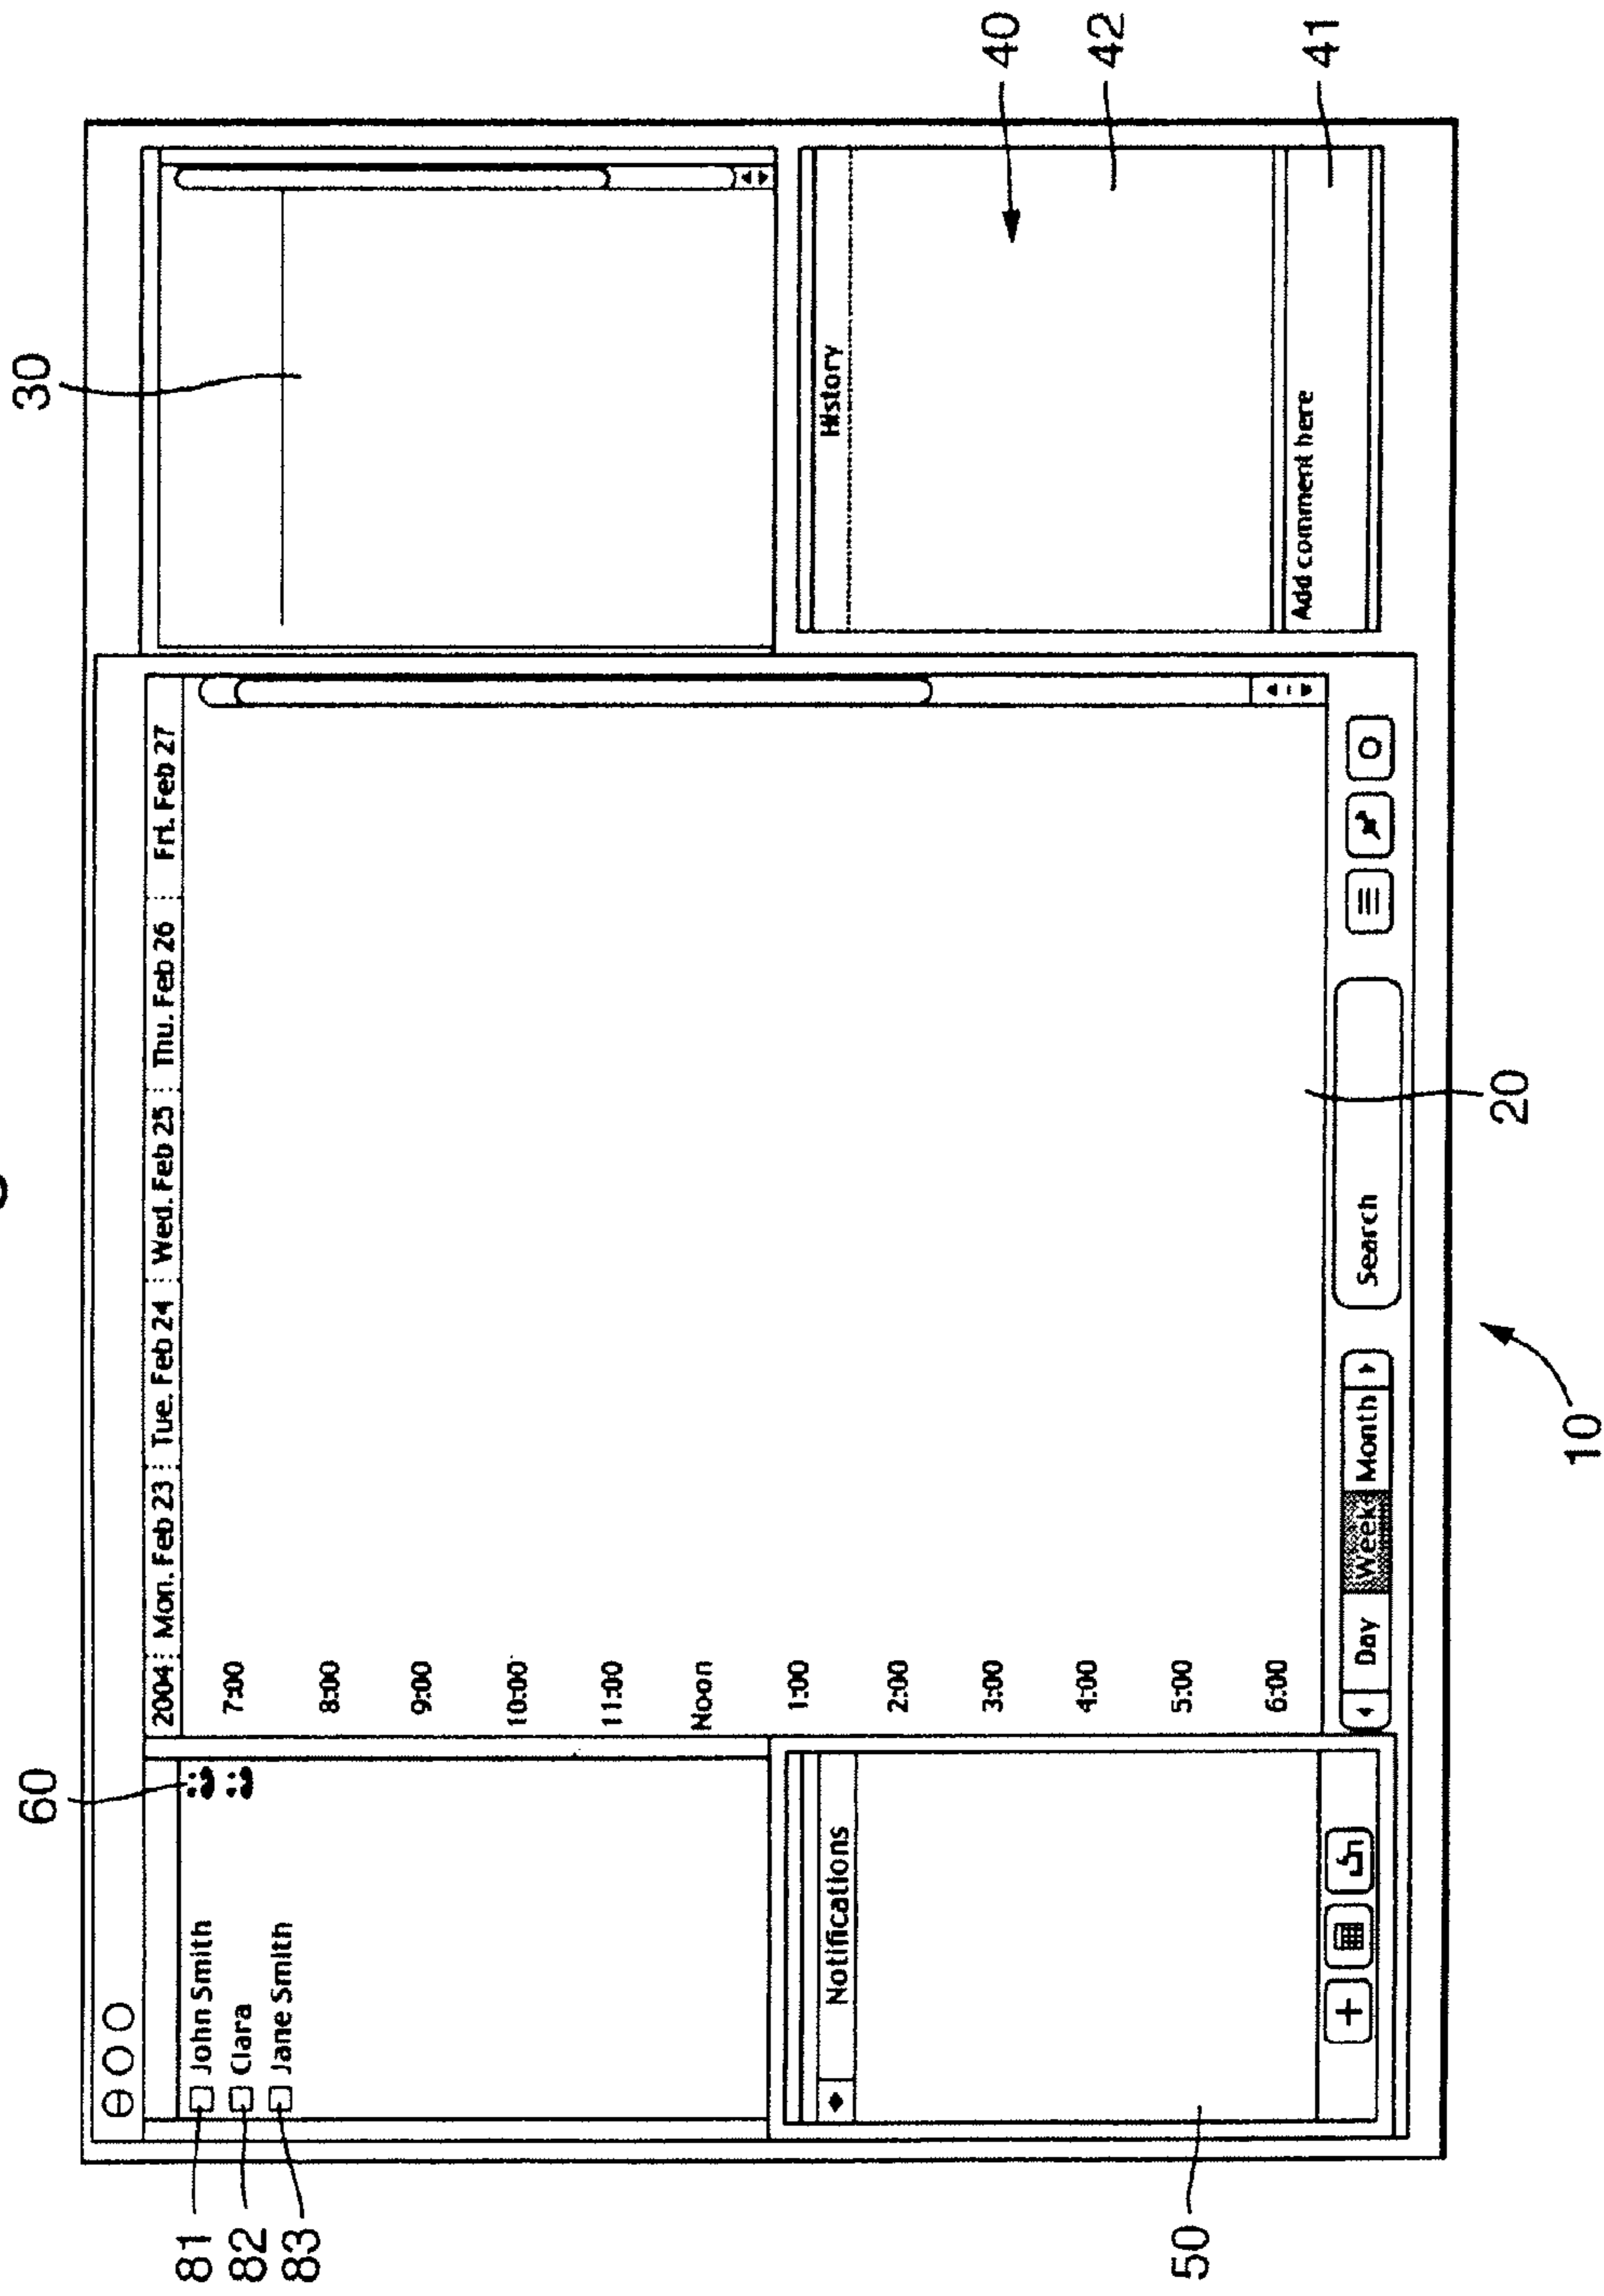 60
30
81
82
83
John Smith
Clara
Jane Smith
2004 Mon. Feb 23 Tue. Feb 24 Wed. Feb 25 Thu. Feb 26 Fri. Feb 27
7:00
8:00
9:00
10:00
11:00
Noon
1:00
2:00
3:00
4:00
5:00
6:00
Notifications
50
Day Week Month
Search
20
10
History
40
42
Add comment here
41